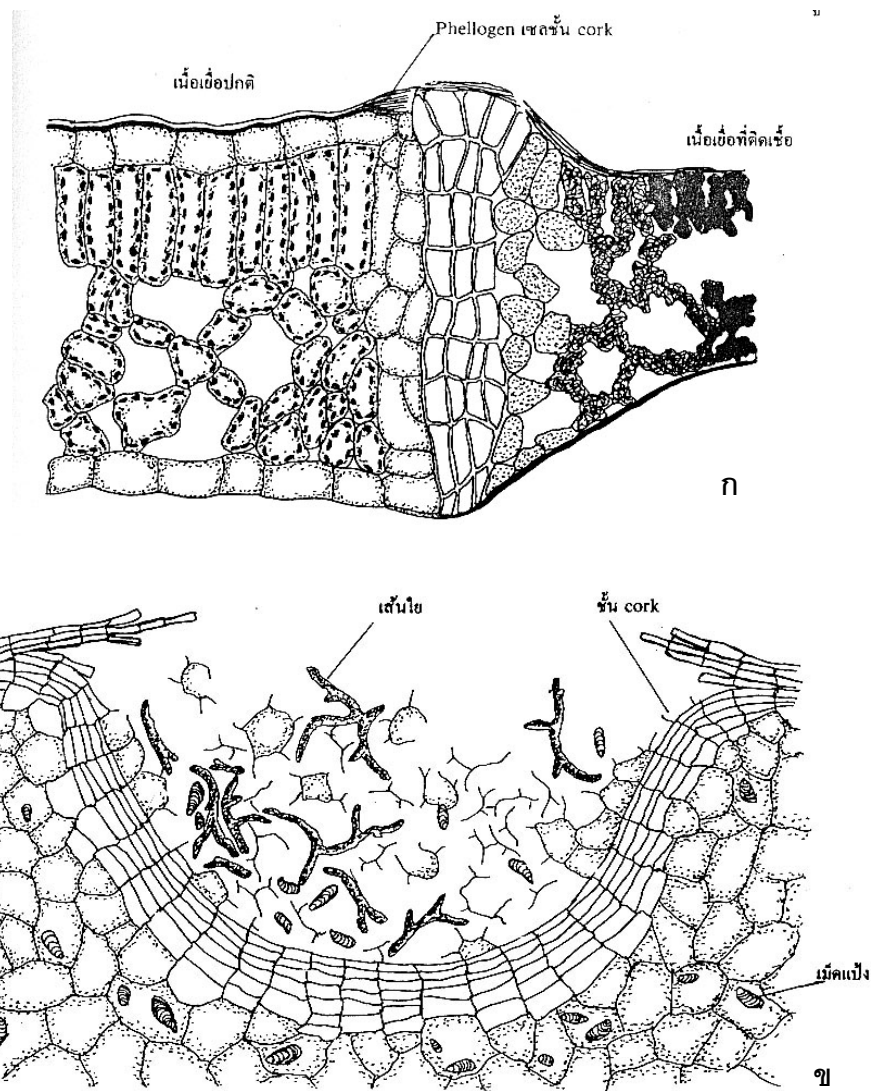 Phellogen เซลชั้น cork
เนื้อเยื่อปกติ
เนื้อเยื่อที่ติดเชื้อ
ก
เส้นใย
ชั้น cork
เม็ดแป้ง
ข